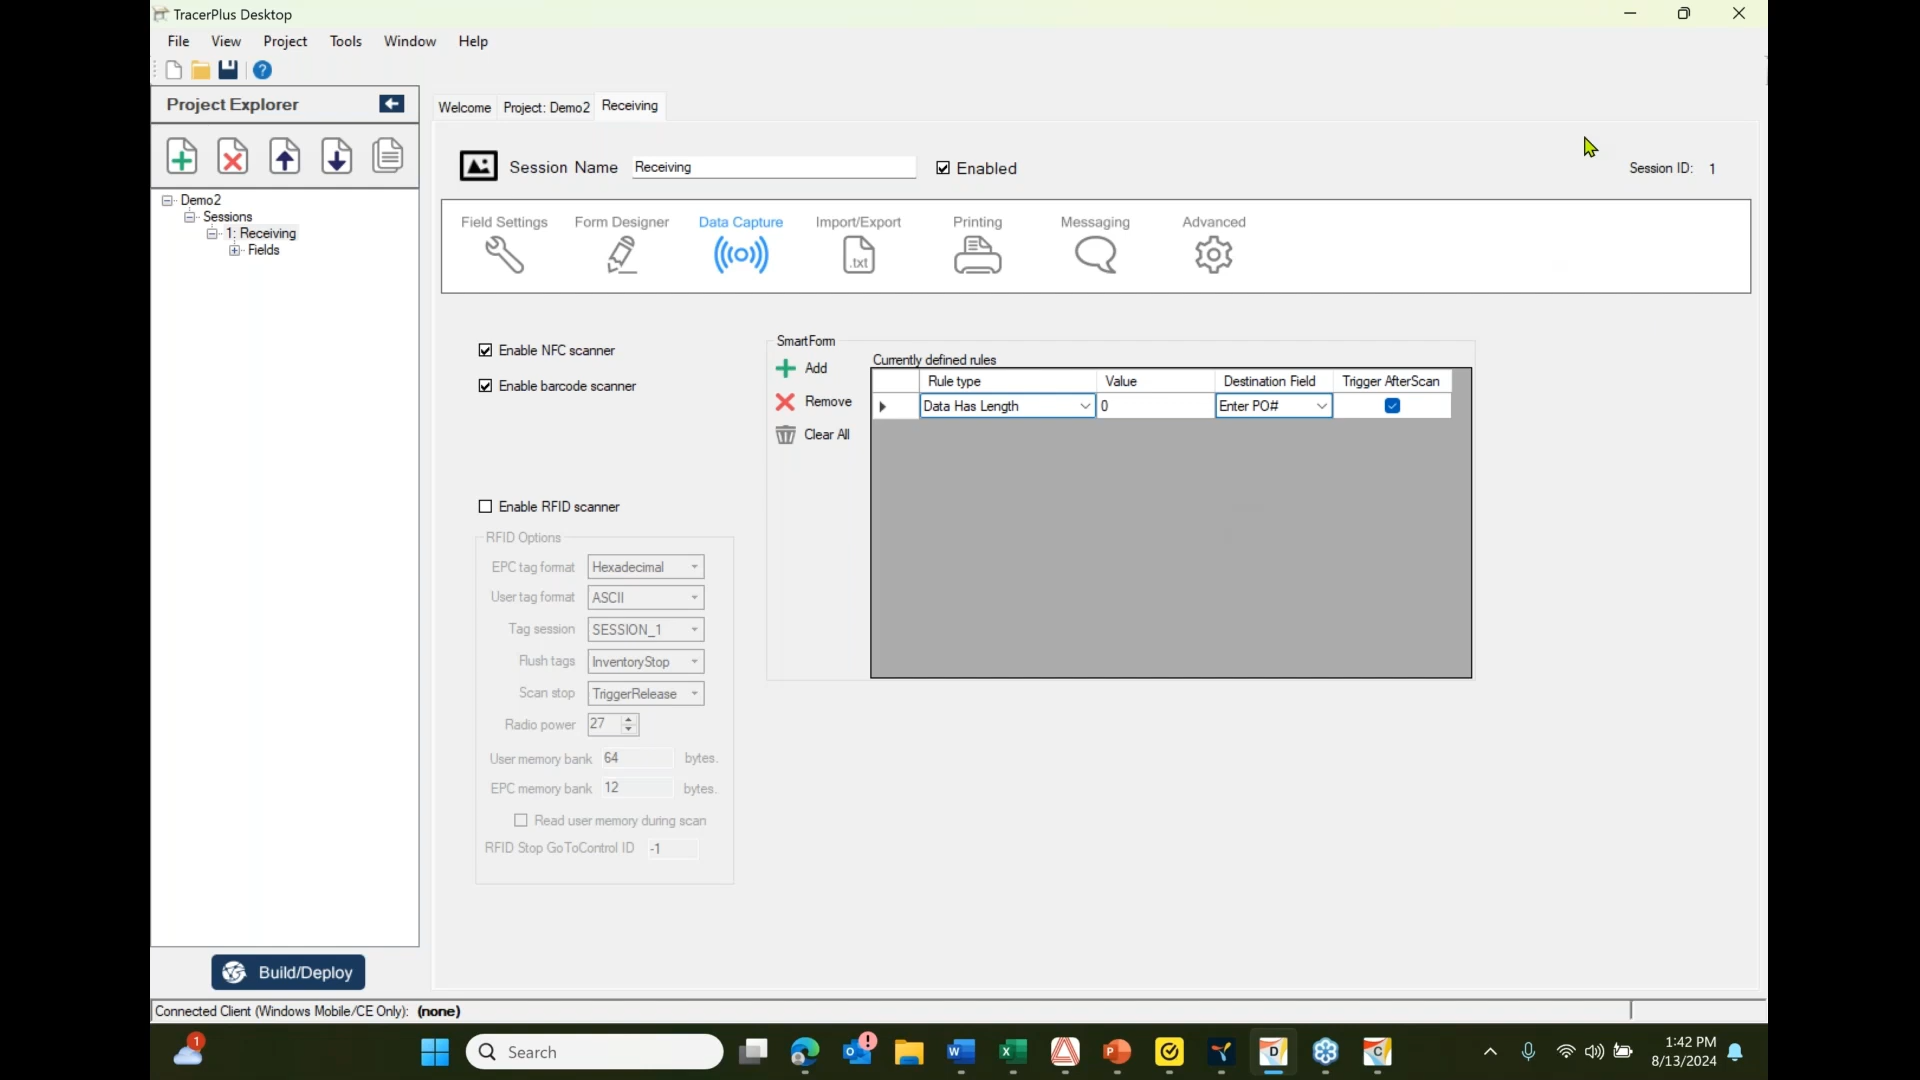 TracerPlus Desktop
File View Project Tools Window Help
Project Explorer
Welcome Project: Demo2 Receiving
Session Name Receiving Enabled Session ID: 1
Demo2
Sessions
1: Receiving
Fields
Field Settings Form Designer Data Capture Import/Export Printing Messaging Advanced
.txt
Enable NFC scanner
Enable barcode scanner
Enable RFID scanner
RFID Options
EPC tag format Hexadecimal
User tag format ASCII
Tag session SESSION_1
Flush tags InventoryStop
Scan stop TriggerRelease
Radio power 27
User memory bank 64 bytes.
EPC memory bank 12 bytes.
Read user memory during scan
RFID Stop GoToControl ID -1
SmartForm
Add
Remove
Clear All
Currently defined rules
Rule type Value Destination Field Trigger AfterScan
Data Has Length 0 Enter PO#
Build/Deploy
Connected Client (Windows Mobile/CE Only): (none)
1
Search
1:42 PM
8/13/2024